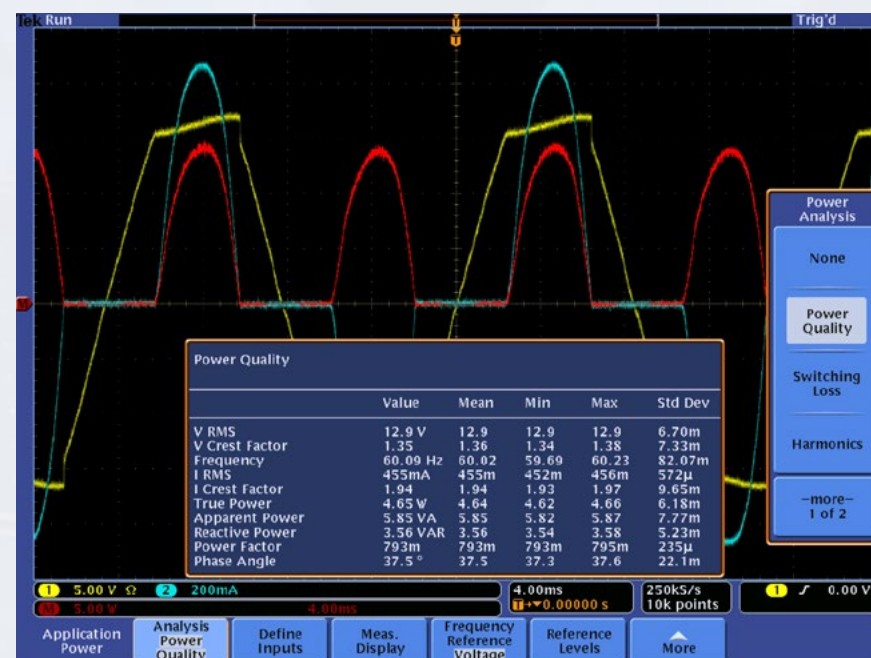 Tek Run Trig'd
Power Analysis
None
Power Quality
Switching Loss
Harmonics
-more- 1 of 2
Power Quality
Value Mean Min Max Std Dev
V RMS 12.9 V 12.9 12.9 12.9 6.70m
V Crest Factor 1.35 1.36 1.34 1.38 7.33m
Frequency 60.09 Hz 60.02 59.69 60.23 82.07m
I RMS 455mA 455m 452m 456m 572µ
I Crest Factor 1.94 1.94 1.93 1.97 9.65m
True Power 4.65 W 4.64 4.62 4.66 6.18m
Apparent Power 5.85 VA 5.85 5.82 5.87 7.77m
Reactive Power 3.56 VAR 3.56 3.54 3.58 5.23m
Power Factor 793m 793m 793m 795m 235µ
Phase Angle 37.5 ° 37.5 37.3 37.6 22.1m
1 5.00 V Ω 2 200mA 4.00ms 250kS/s 1 0.00 V
M 5.00 W 4.00ms T 0.00000 s 10k points
Application Power
Analysis Power Quality
Define Inputs
Meas. Display
Frequency Reference Voltage
Reference Levels
More